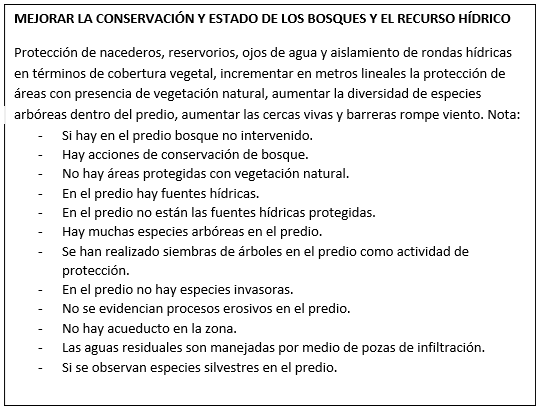 MEJORAR LA CONSERVACIÓN Y ESTADO DE LOS BOSQUES Y EL RECURSO HÍDRICO
Protección de nacederos, reservorios, ojos de agua y aislamiento de rondas hídricas
en términos de cobertura vegetal, incrementar en metros lineales la protección de
áreas con presencia de vegetación natural, aumentar la diversidad de especies
arbóreas dentro del predio, aumentar las cercas vivas y barreras rompe viento. Nota:
- Si hay en el predio bosque no intervenido.
- Hay acciones de conservación de bosque.
- No hay áreas protegidas con vegetación natural.
- En el predio hay fuentes hídricas.
- En el predio no están las fuentes hídricas protegidas.
- Hay muchas especies arbóreas en el predio.
- Se han realizado siembras de árboles en el predio como actividad de
protección.
- En el predio no hay especies invasoras.
- No se evidencian procesos erosivos en el predio.
- No hay acueducto en la zona.
- Las aguas residuales son manejadas por medio de pozas de infiltración.
- Si se observan especies silvestres en el predio.